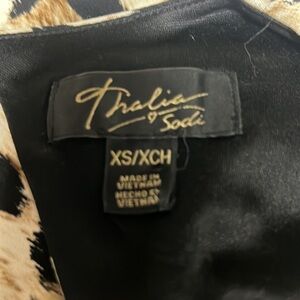 Thalia
Sodi
XS/XCH
MADE IN
VIETNAM
HECHO EN
VIETNAM